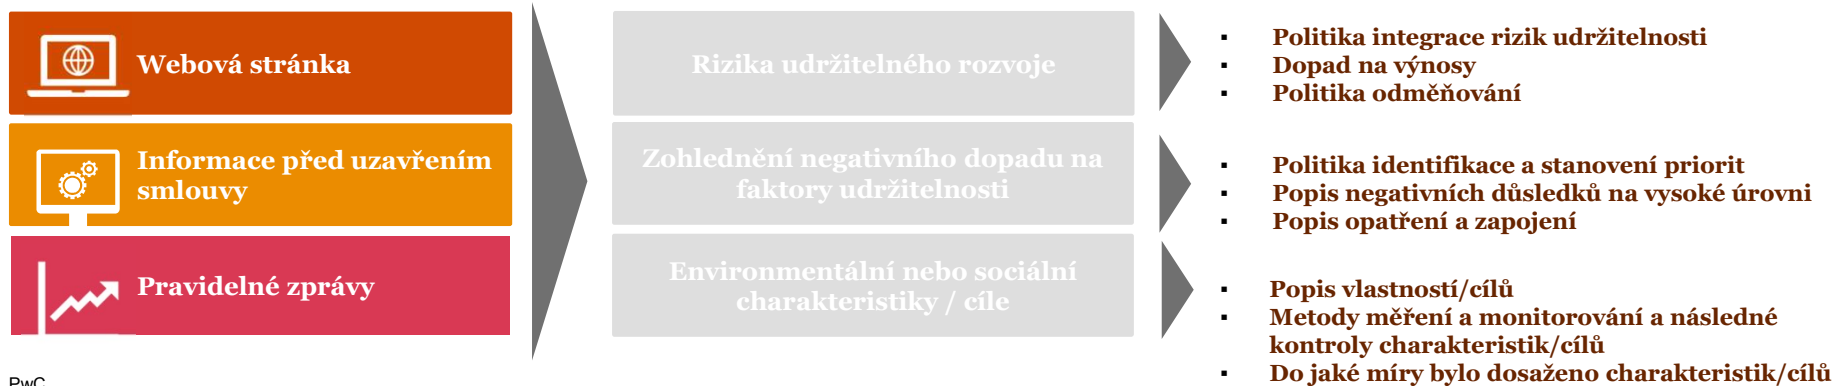 Webová stránka
Informace před uzavřením
smlouvy
Pravidelné zprávy
Rizika udržitelného rozvoje
Zohlednění negativního dopadu na
faktory udržitelnosti
Environmentální nebo sociální
charakteristiky / cíle
▪ Politika integrace rizik udržitelnosti
▪ Dopad na výnosy
▪ Politika odměňování
▪ Politika identifikace a stanovení priorit
▪ Popis negativních důsledků na vysoké úrovni
▪ Popis opatření a zapojení
▪ Popis vlastností/cílů
▪ Metody měření a monitorování a následné
kontroly charakteristik/cílů
▪ Do jaké míry bylo dosaženo charakteristik/cílů
PwC